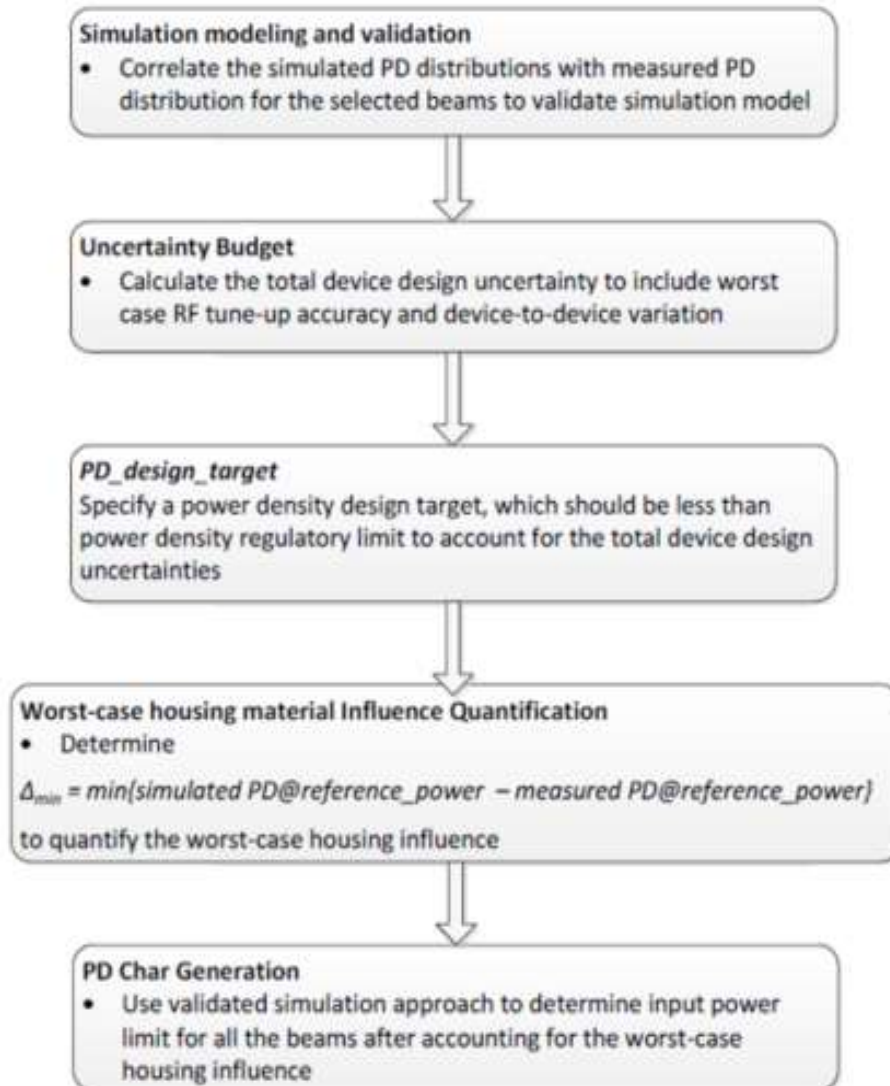 Simulation modeling and validation
• Correlate the simulated PD distributions with measured PD
distribution for the selected beams to validate simulation model
Uncertainty Budget
• Calculate the total device design uncertainty to include worst
case RF tune-up accuracy and device-to-device variation
PD_design_target
Specify a power density design target, which should be less than
power density regulatory limit to account for the total device design
uncertainties
Worst-case housing material Influence Quantification
• Determine
Δmin = min{simulated PD@reference_power – measured PD@reference_power}
to quantify the worst-case housing influence
PD Char Generation
• Use validated simulation approach to determine input power
limit for all the beams after accounting for the worst-case
housing influence